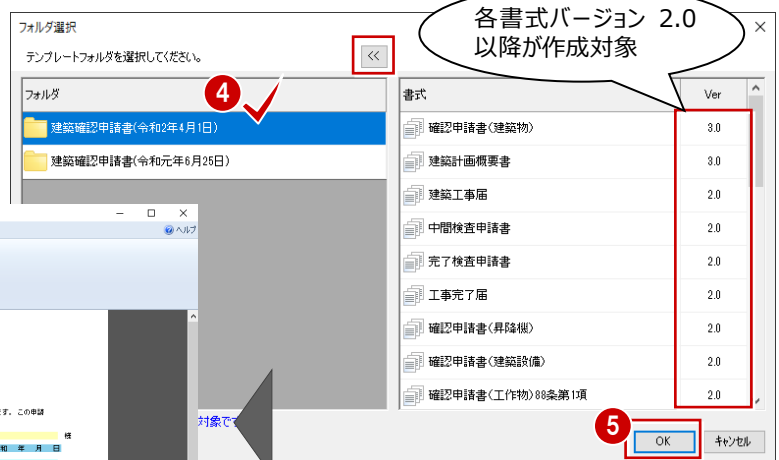 各書式バージョン 2.0
以降が作成対象
フォルダ選択
テンプレートフォルダを選択してください。
<<
フォルダ
4
建築確認申請書(令和2年4月1日)
建築確認申請書(令和元年6月25日)
書式 Ver
確認申請書(建築物) 3.0
建築計画概要書 3.0
建築工事届 2.0
中間検査申請書 2.0
完了検査申請書 2.0
工事完了届 2.0
確認申請書(昇降機) 2.0
確認申請書(建築設備) 2.0
確認申請書(工作物)88条第1項 2.0
ヘルプ
ます。この申請
様
和 年 月 日
対象で
5
OK
キャンセル